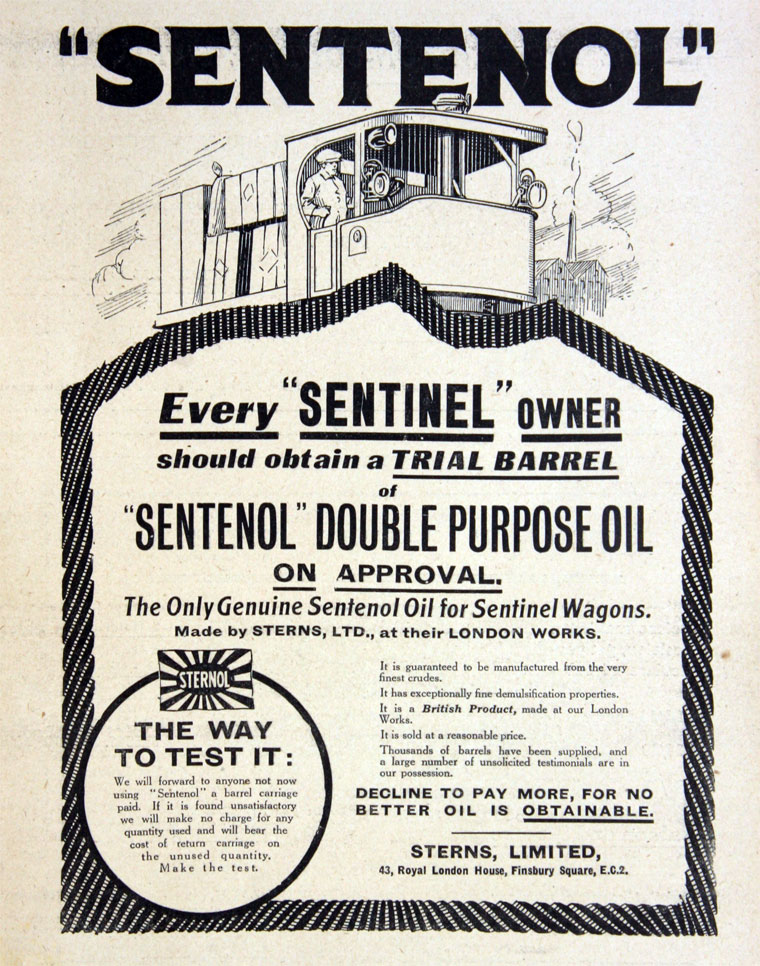 "SENTENOL"
Every "SENTINEL" OWNER
should obtain a TRIAL BARREL
of
"SENTENOL" DOUBLE PURPOSE OIL
ON APPROVAL.
The Only Genuine Sentenol Oil for Sentinel Wagons.
Made by STERNS, LTD., at their LONDON WORKS.
STERNOL
THE WAY
TO TEST IT:
We will forward to anyone not now
using "Sentenol" a barrel carriage
paid. If it is found unsatisfactory
we will make no charge for any
quantity used and will bear the
cost of return carriage on
the unused quantity.
Make the test.
It is guaranteed to be manufactured from the very
finest crudes.
It has exceptionally fine demulsification properties.
It is a British Product, made at our London
Works.
It is sold at a reasonable price.
Thousands of barrels have been supplied, and
a large number of unsolicited testimonials are in
our possession.
DECLINE TO PAY MORE, FOR NO
BETTER OIL IS OBTAINABLE.
STERNS, LIMITED,
43, Royal London House, Finsbury Square, E.C.2.